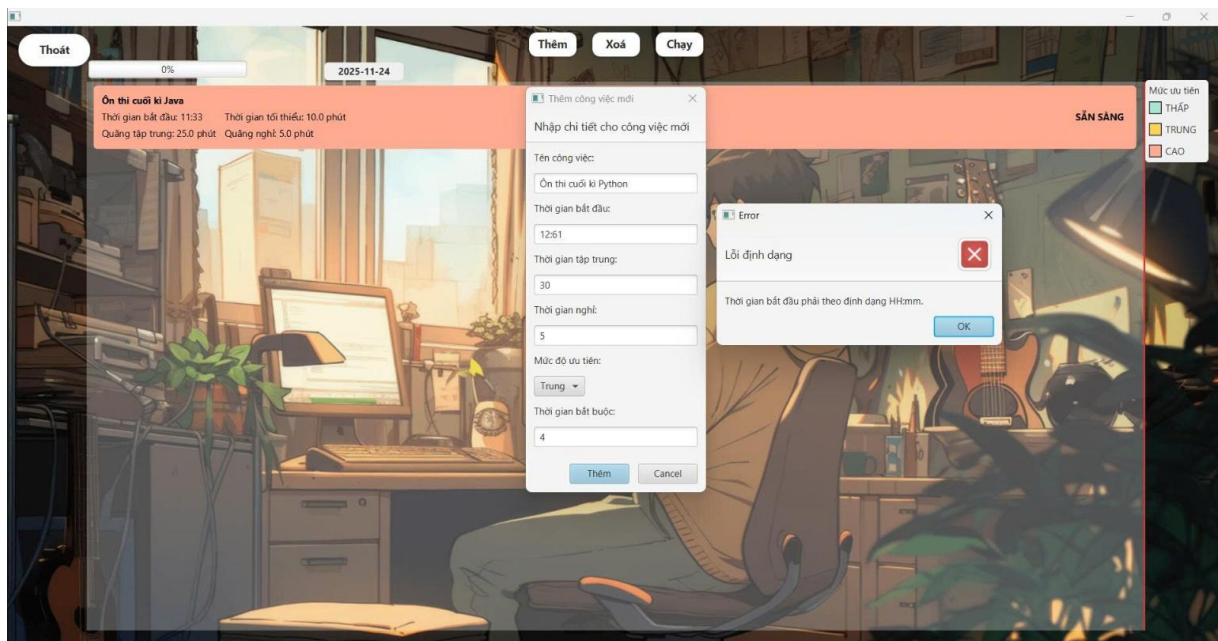 Thoát
Thêm
Xoá
Chạy
0%
2025-11-24
Ôn thi cuối kì Java
Thời gian bắt đầu: 11:33 Thời gian tối thiểu: 10.0 phút
Quãng tập trung: 25.0 phút Quãng nghỉ: 5.0 phút
SẴN SÀNG
Mức ưu tiên
THẤP
TRUNG
CAO
Thêm công việc mới
Nhập chi tiết cho công việc mới
Tên công việc:
Ôn thi cuối kì Python
Thời gian bắt đầu:
12:61
Thời gian tập trung:
30
Thời gian nghỉ:
5
Mức độ ưu tiên:
Trung
Thời gian bắt buộc:
4
Thêm
Cancel
Error
Lỗi định dạng
Thời gian bắt đầu phải theo định dạng HH:mm.
OK